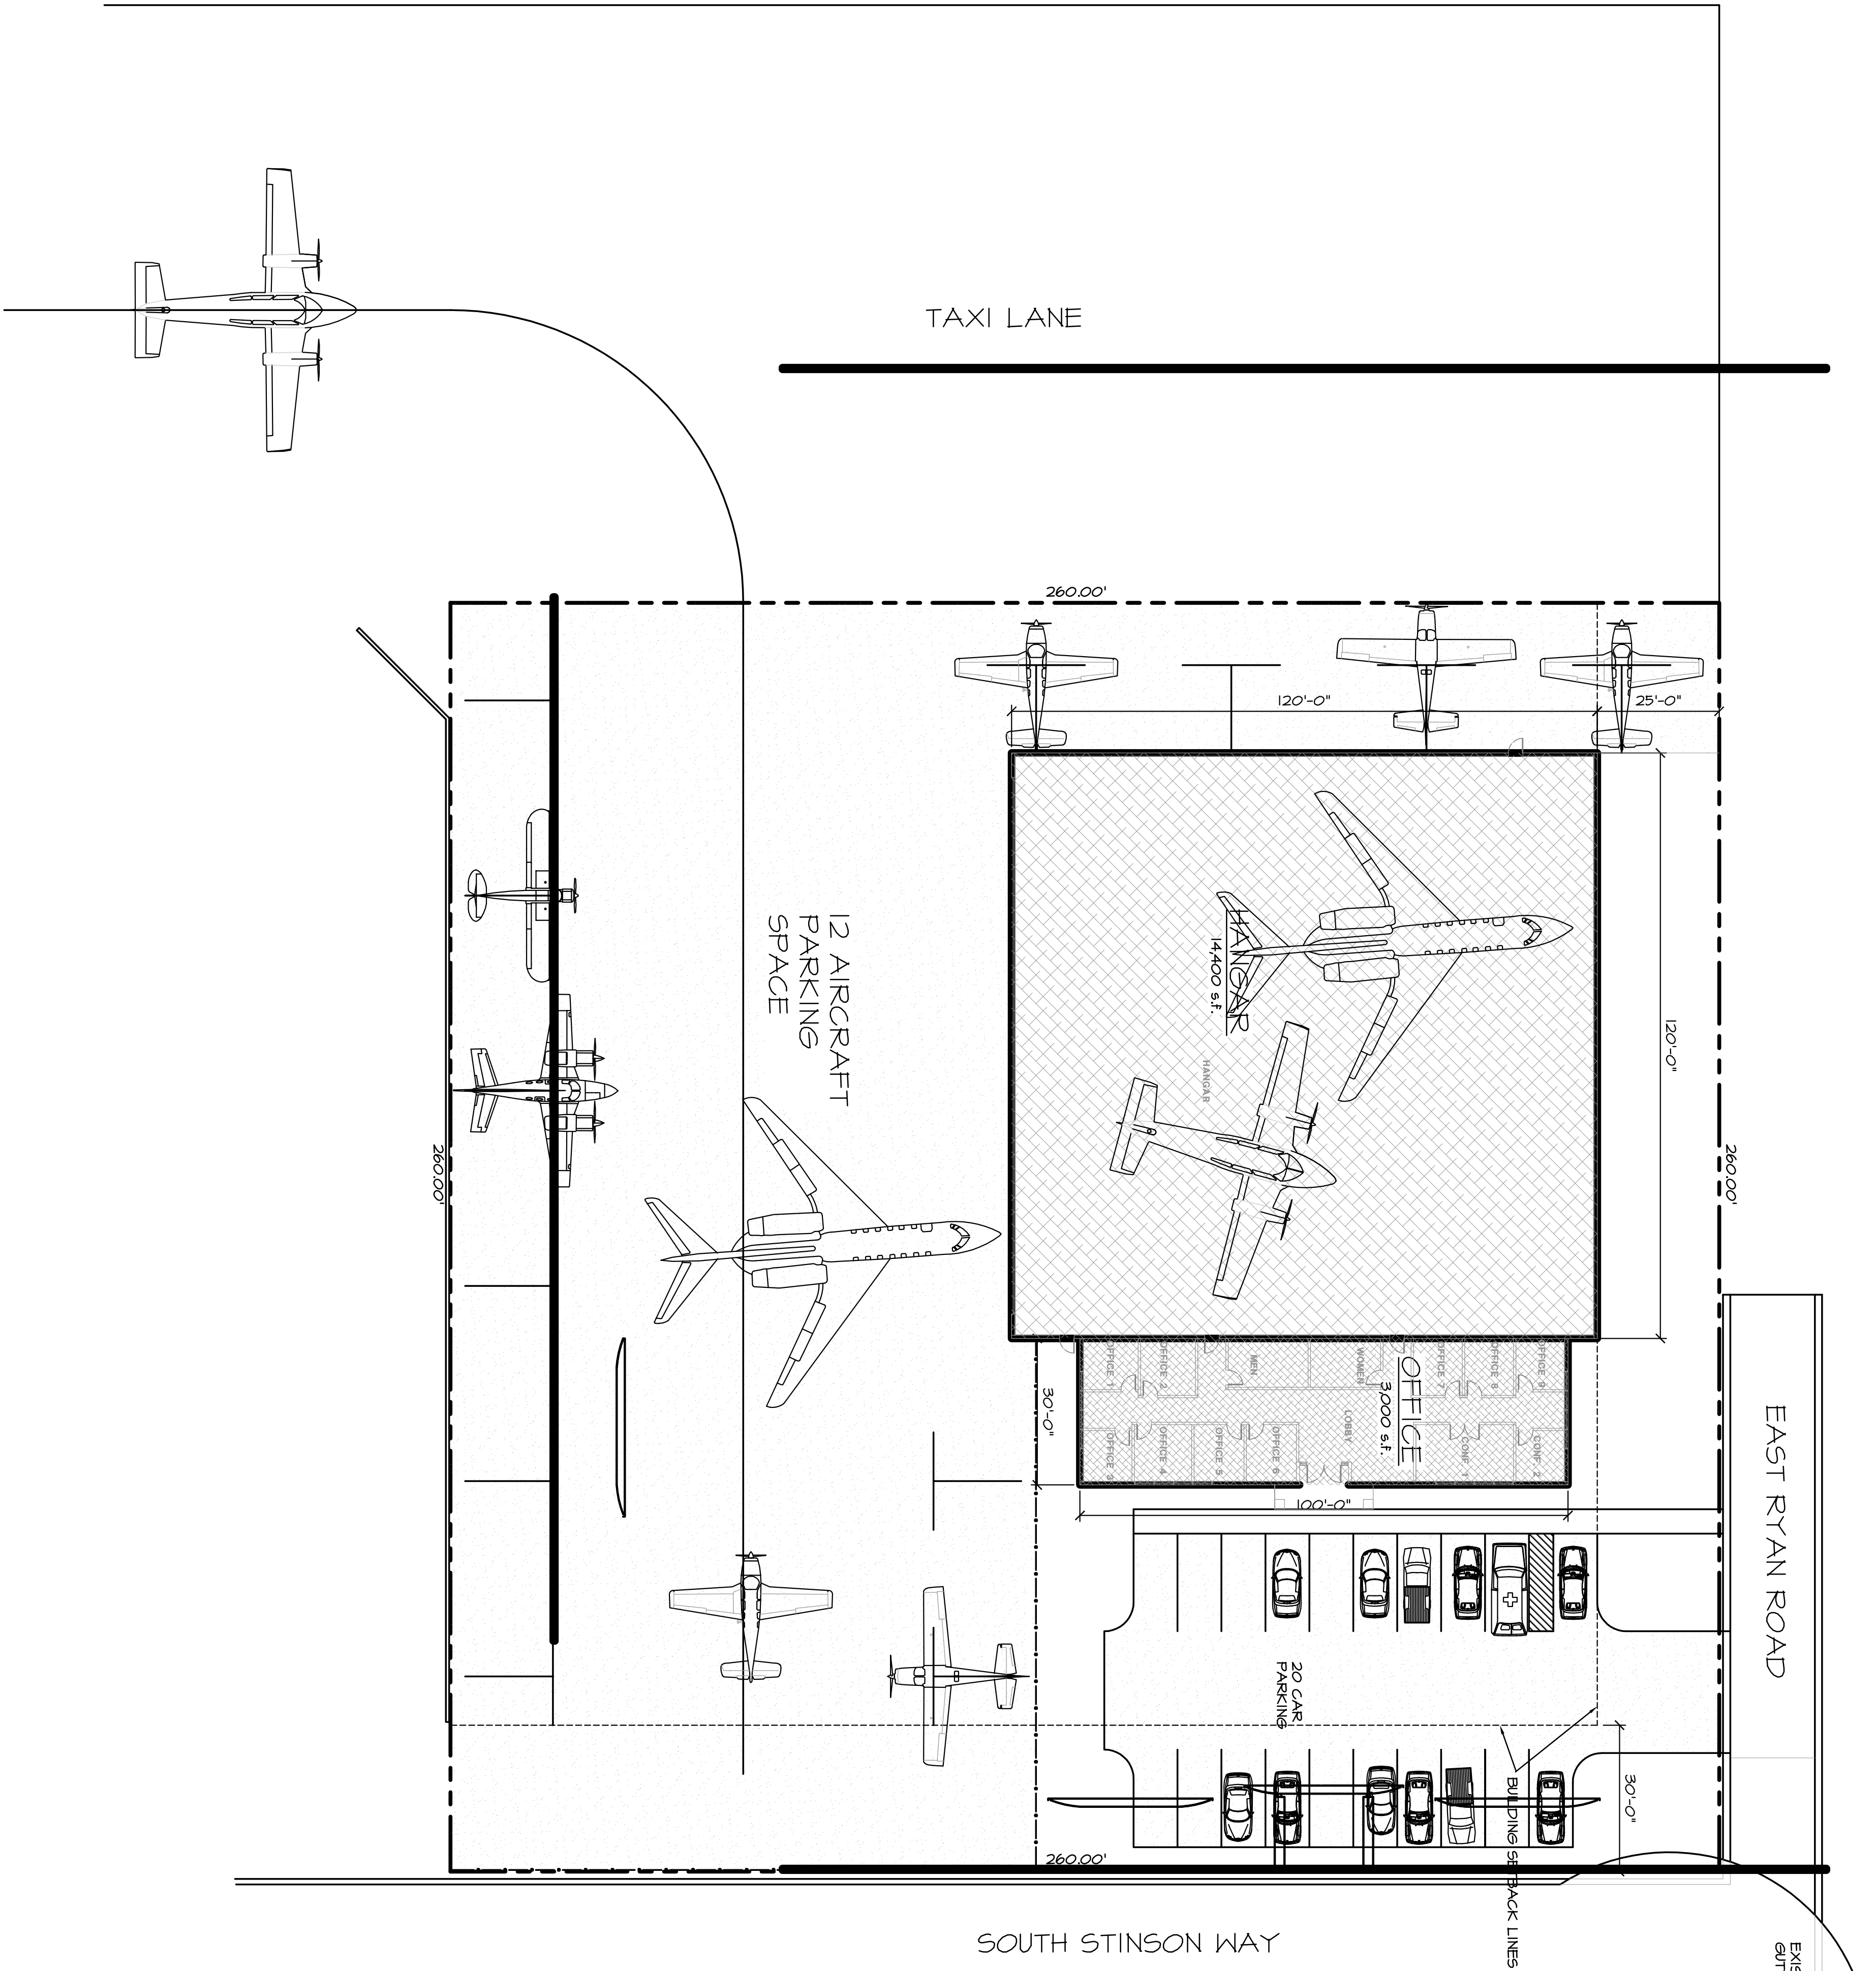 TAXI LANE
260.00'
120'-0"
25'-0"
12 AIRCRAFT
PARKING
SPACE
HANGAR
14,400 s.f.
HANGAR
120'-0"
260.00'
260.00'
OFFICE 1
OFFICE 2
MEN
WOMEN
OFFICE 7
OFFICE 8
OFFICE 9
OFFICE
3,000 s.f.
30'-0"
LOBBY
OFFICE 3
OFFICE 4
OFFICE 5
OFFICE 6
CONF. 1
CONF. 2
100'-0"
EAST RYAN ROAD
20 CAR
PARKING
30'-0"
BUILDING SETBACK LINES
260.00'
SOUTH STINSON WAY